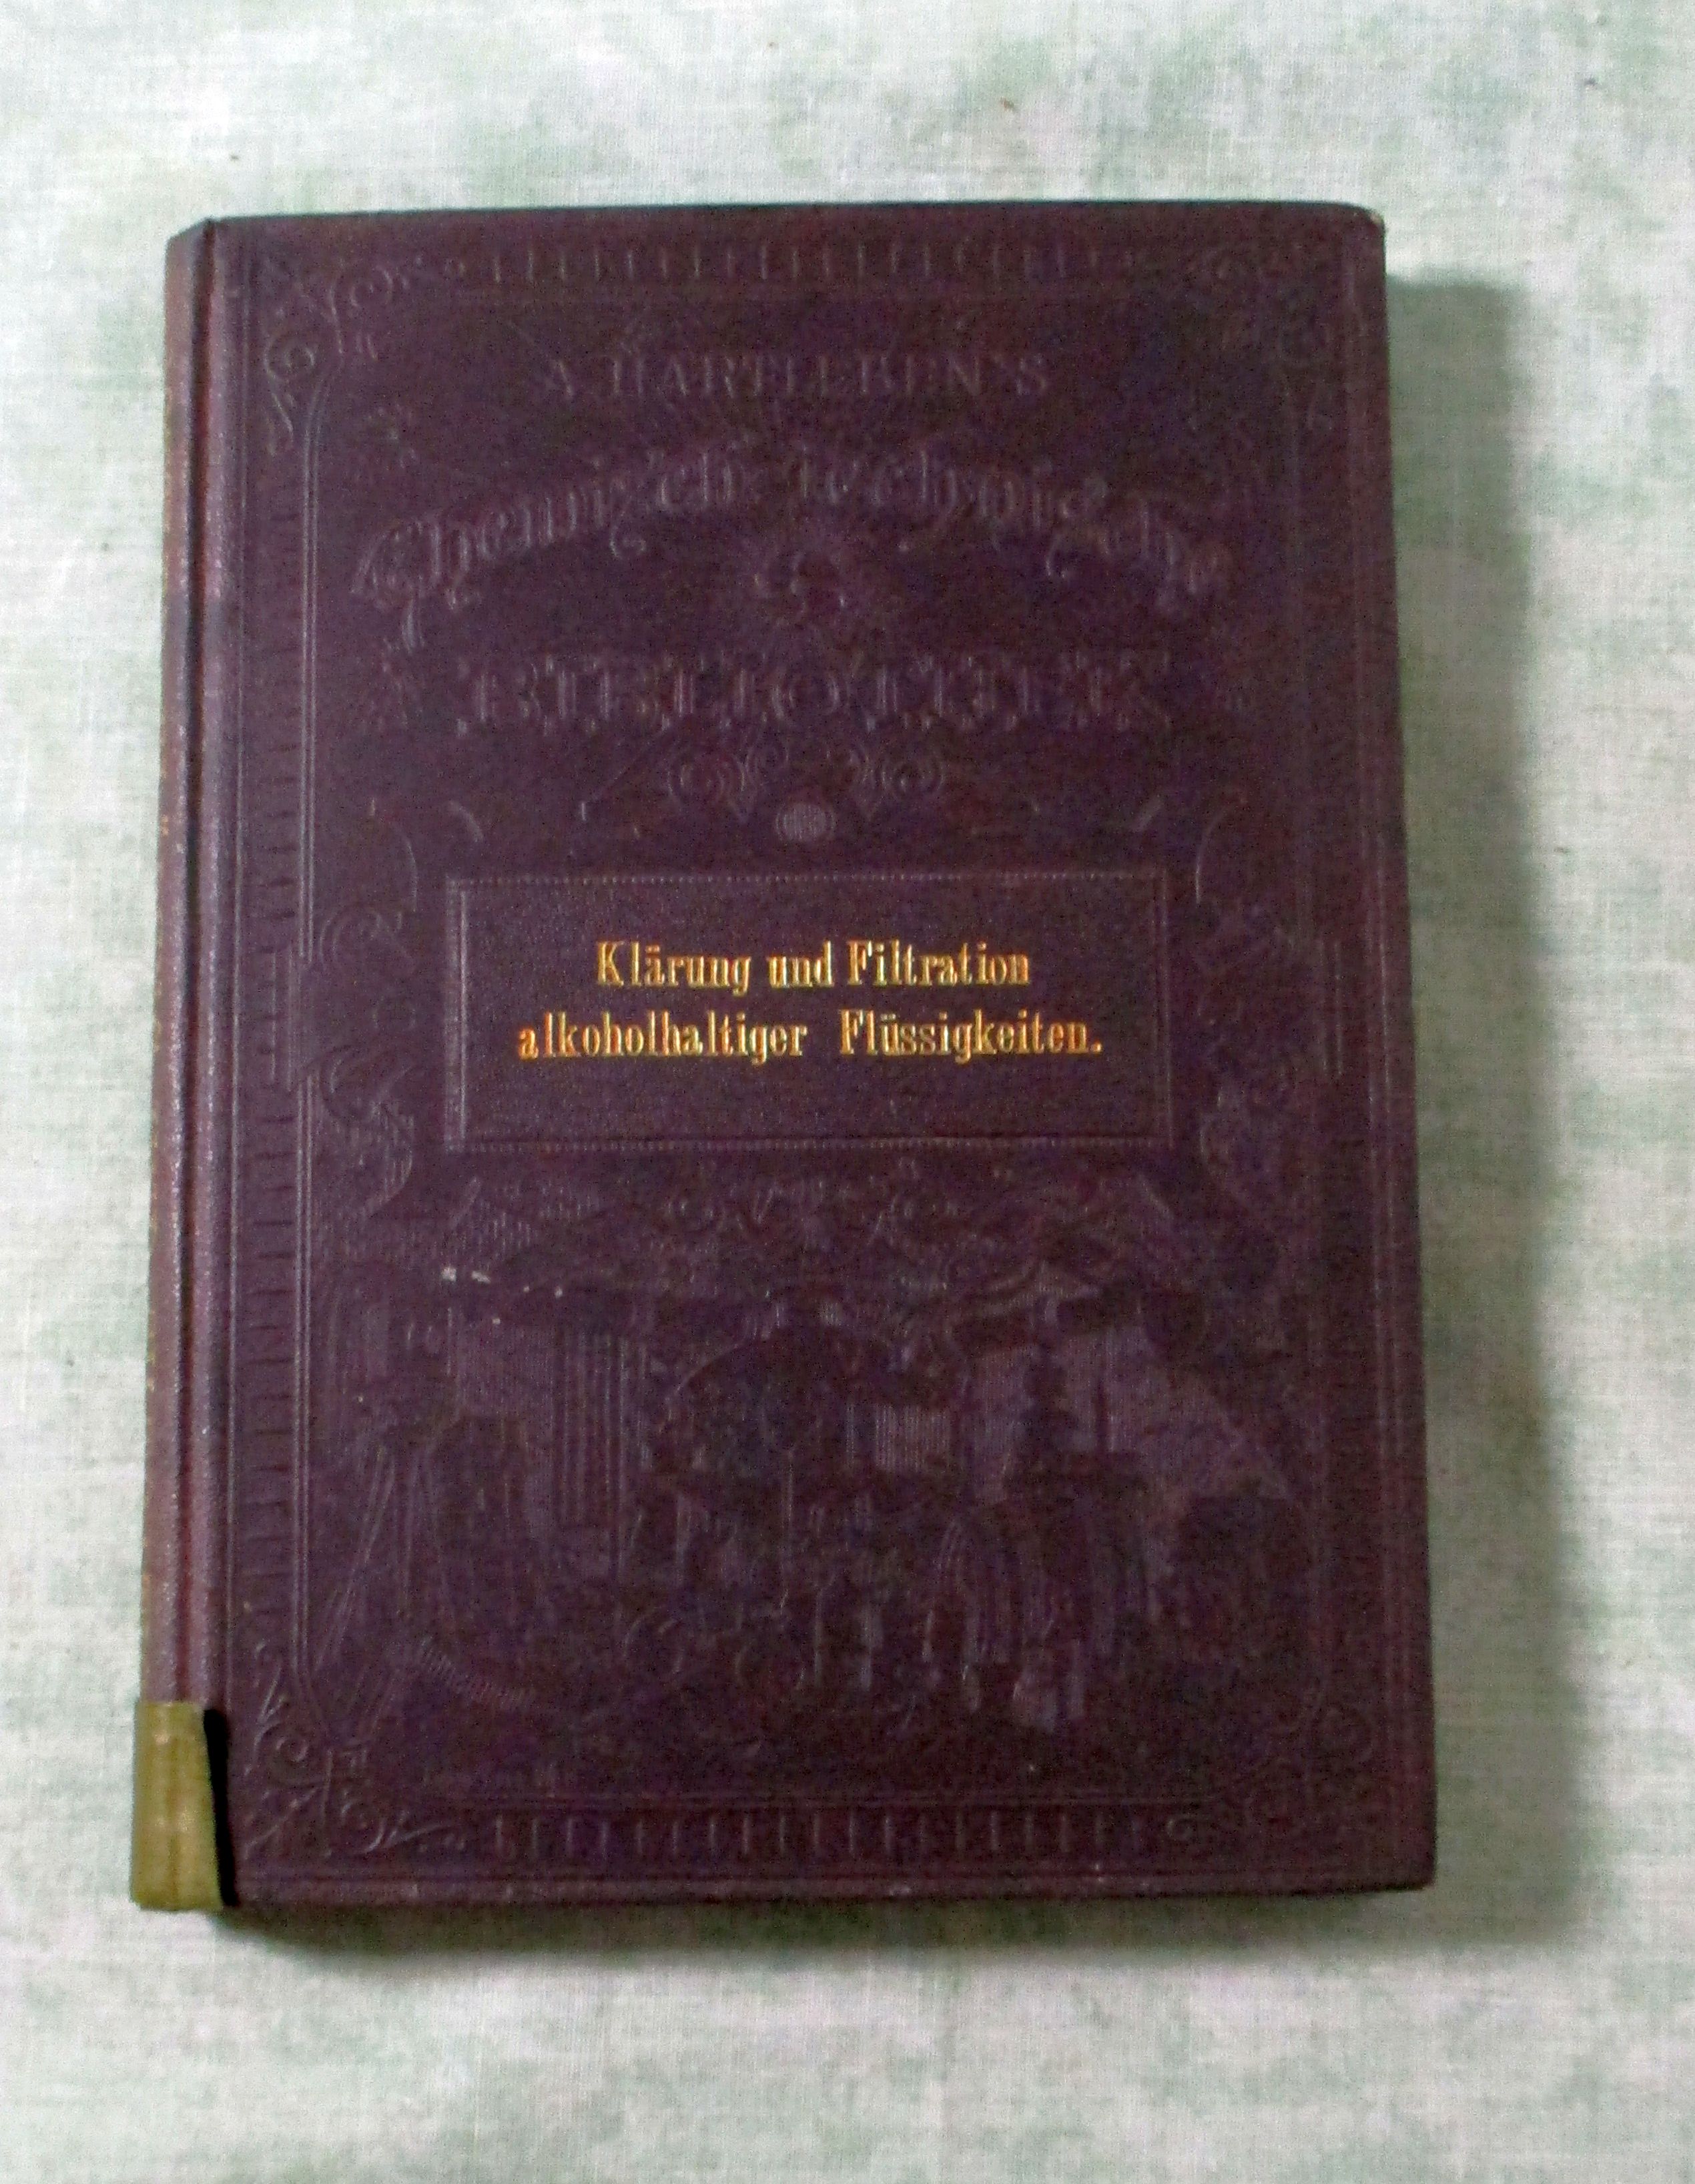 A. HARTLEBEN'S
Chemisch-technische
BIBLIOTHEK
Klärung und Filtration
alkoholhaltiger Flüssigkeiten.